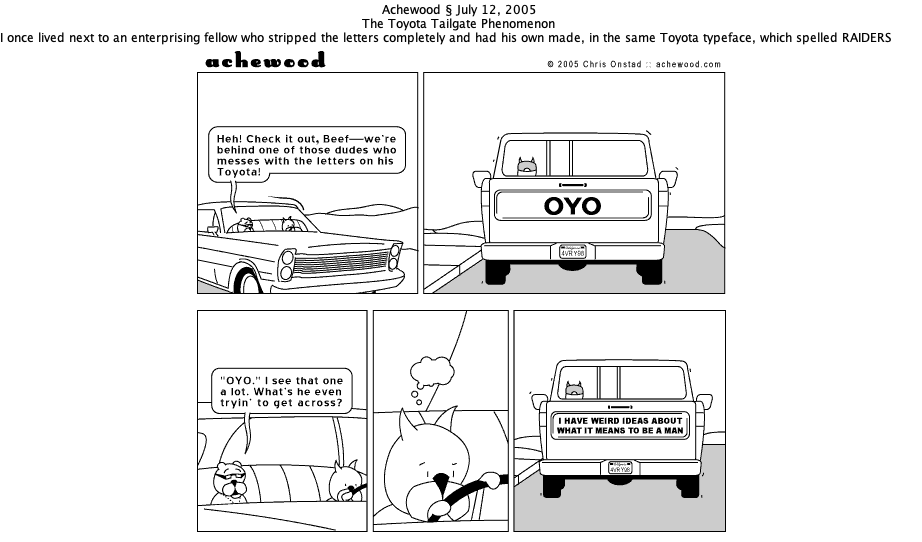 Achewood § July 12, 2005
The Toyota Tailgate Phenomenon
I once lived next to an enterprising fellow who stripped the letters completely and had his own made, in the same Toyota typeface, which spelled RAIDERS
achewood
© 2005 Chris Onstad :: achewood.com
Heh! Check it out, Beef—we're
behind one of those dudes who
messes with the letters on his
Toyota!
OYO
4VRY98
"OYO." I see that one
a lot. What's he even
tryin' to get across?
I HAVE WEIRD IDEAS ABOUT
WHAT IT MEANS TO BE A MAN
4VRY98